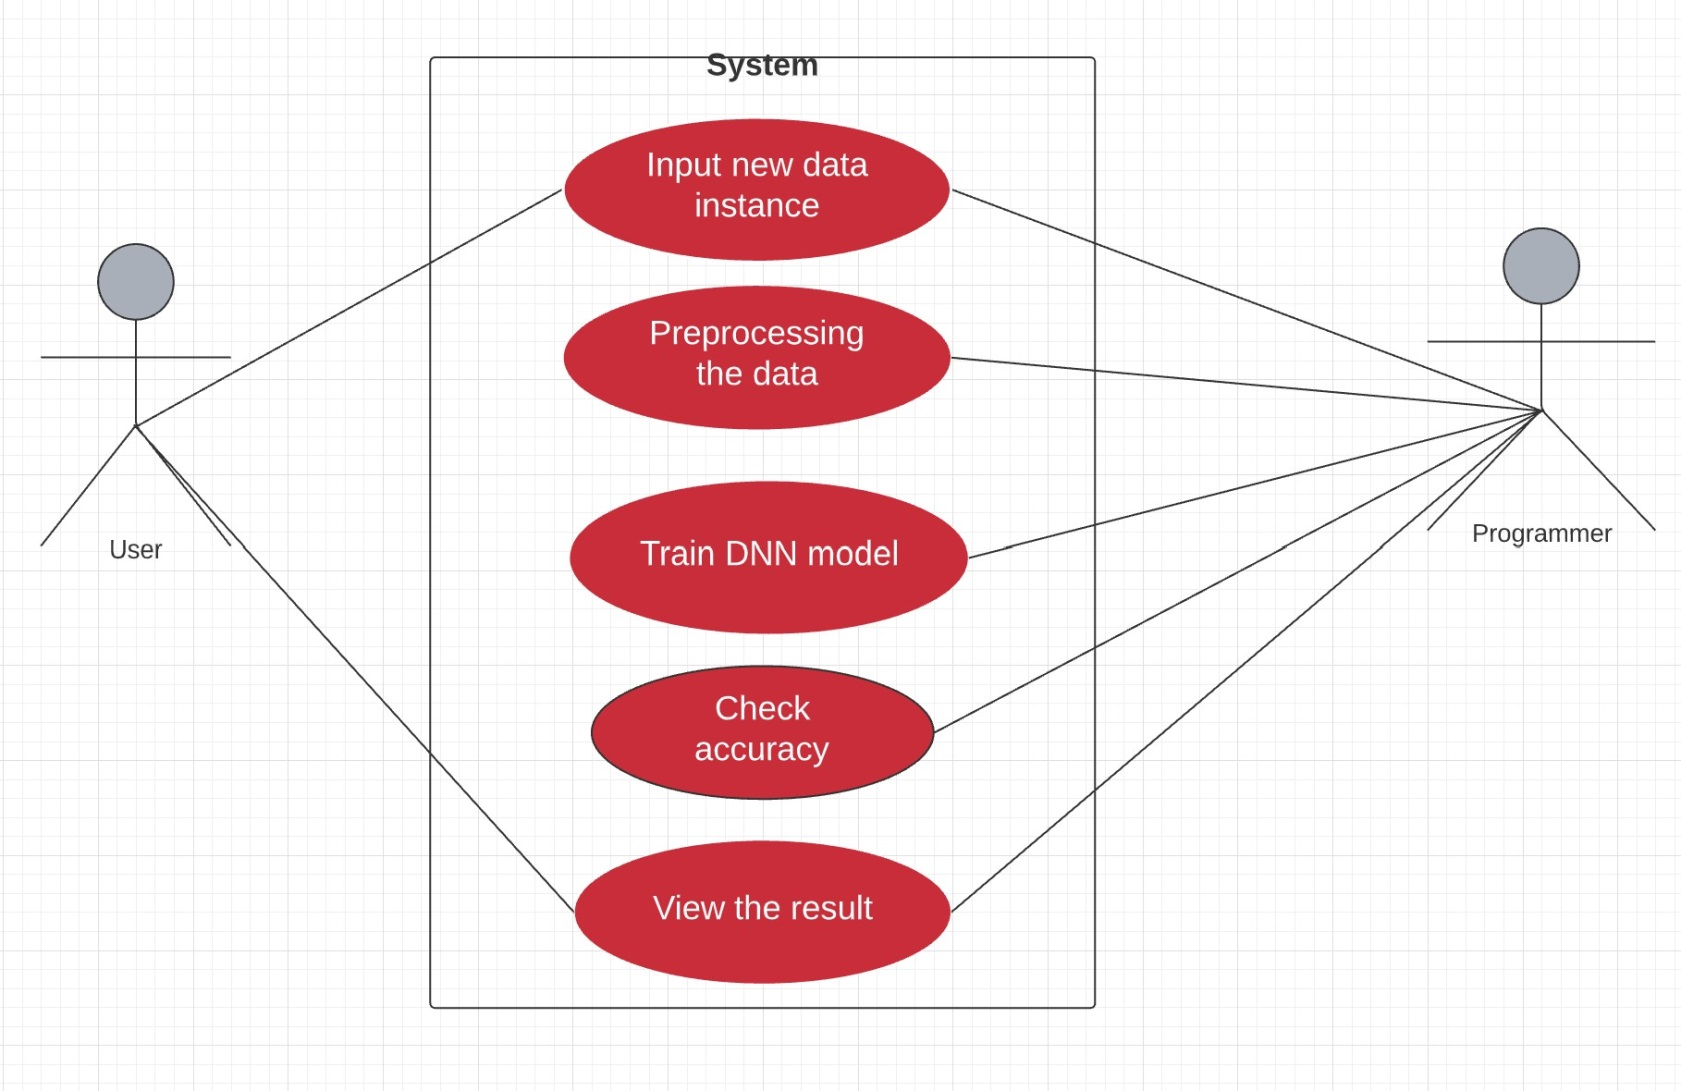 System
Input new data
instance
Preprocessing
the data
Train DNN model
User
Programmer
Check
accuracy
View the result